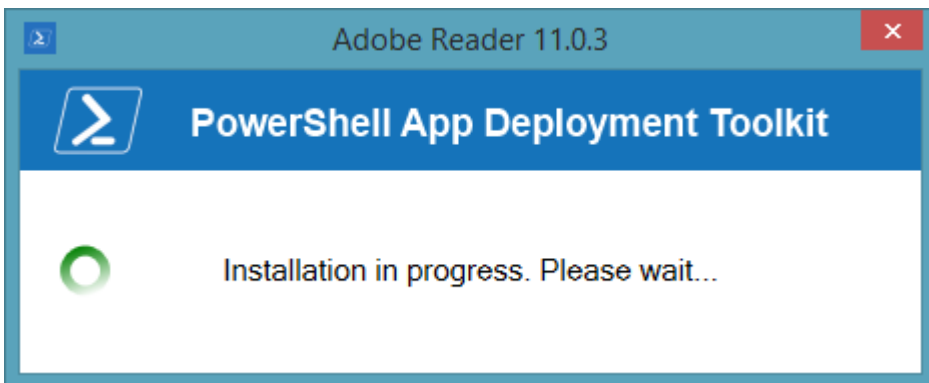 Adobe Reader 11.0.3
PowerShell App Deployment Toolkit
Installation in progress. Please wait...